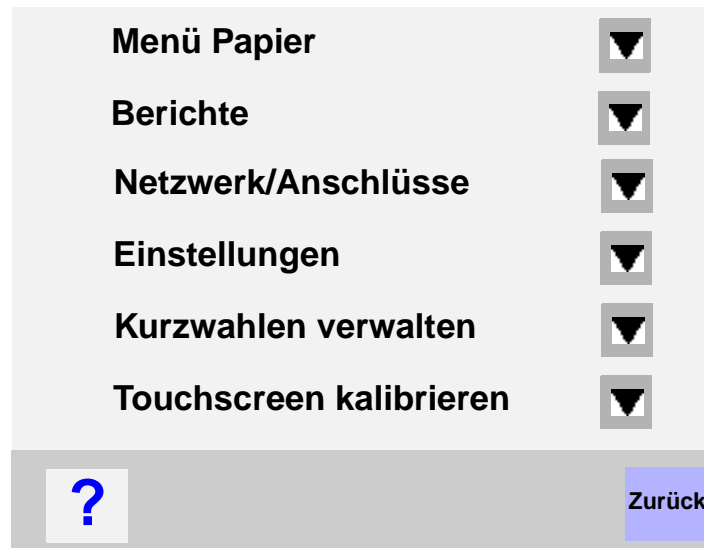 Menü Papier
Berichte
Netzwerk/Anschlüsse
Einstellungen
Kurzwahlen verwalten
Touchscreen kalibrieren
?
Zurück